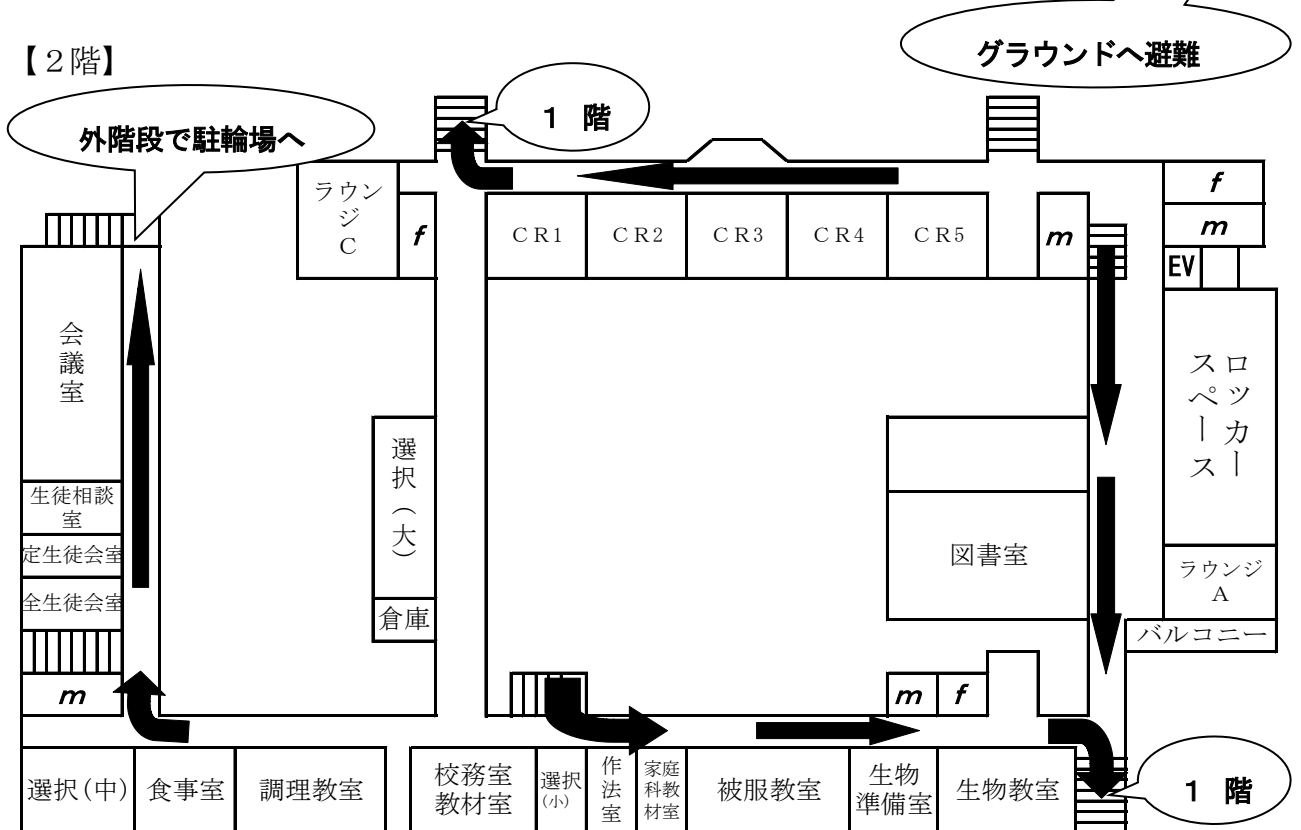 グラウンドへ避難
【２階】
外階段で駐輪場へ
１ 階
ラウン
ジ
C
f
CR1
CR2
CR3
CR4
CR5
m
f
m
EV
会
議
室
ロッカー
スペース
選
択
（
大
）
生徒相談
室
定生徒会室
全生徒会室
図書室
ラウンジ
A
倉庫
バルコニー
m
m
f
選択(中)
食事室
調理教室
校務室
教材室
選択
(小)
作
法
室
家庭
科教
材室
被服教室
生物
準備室
生物教室
１ 階